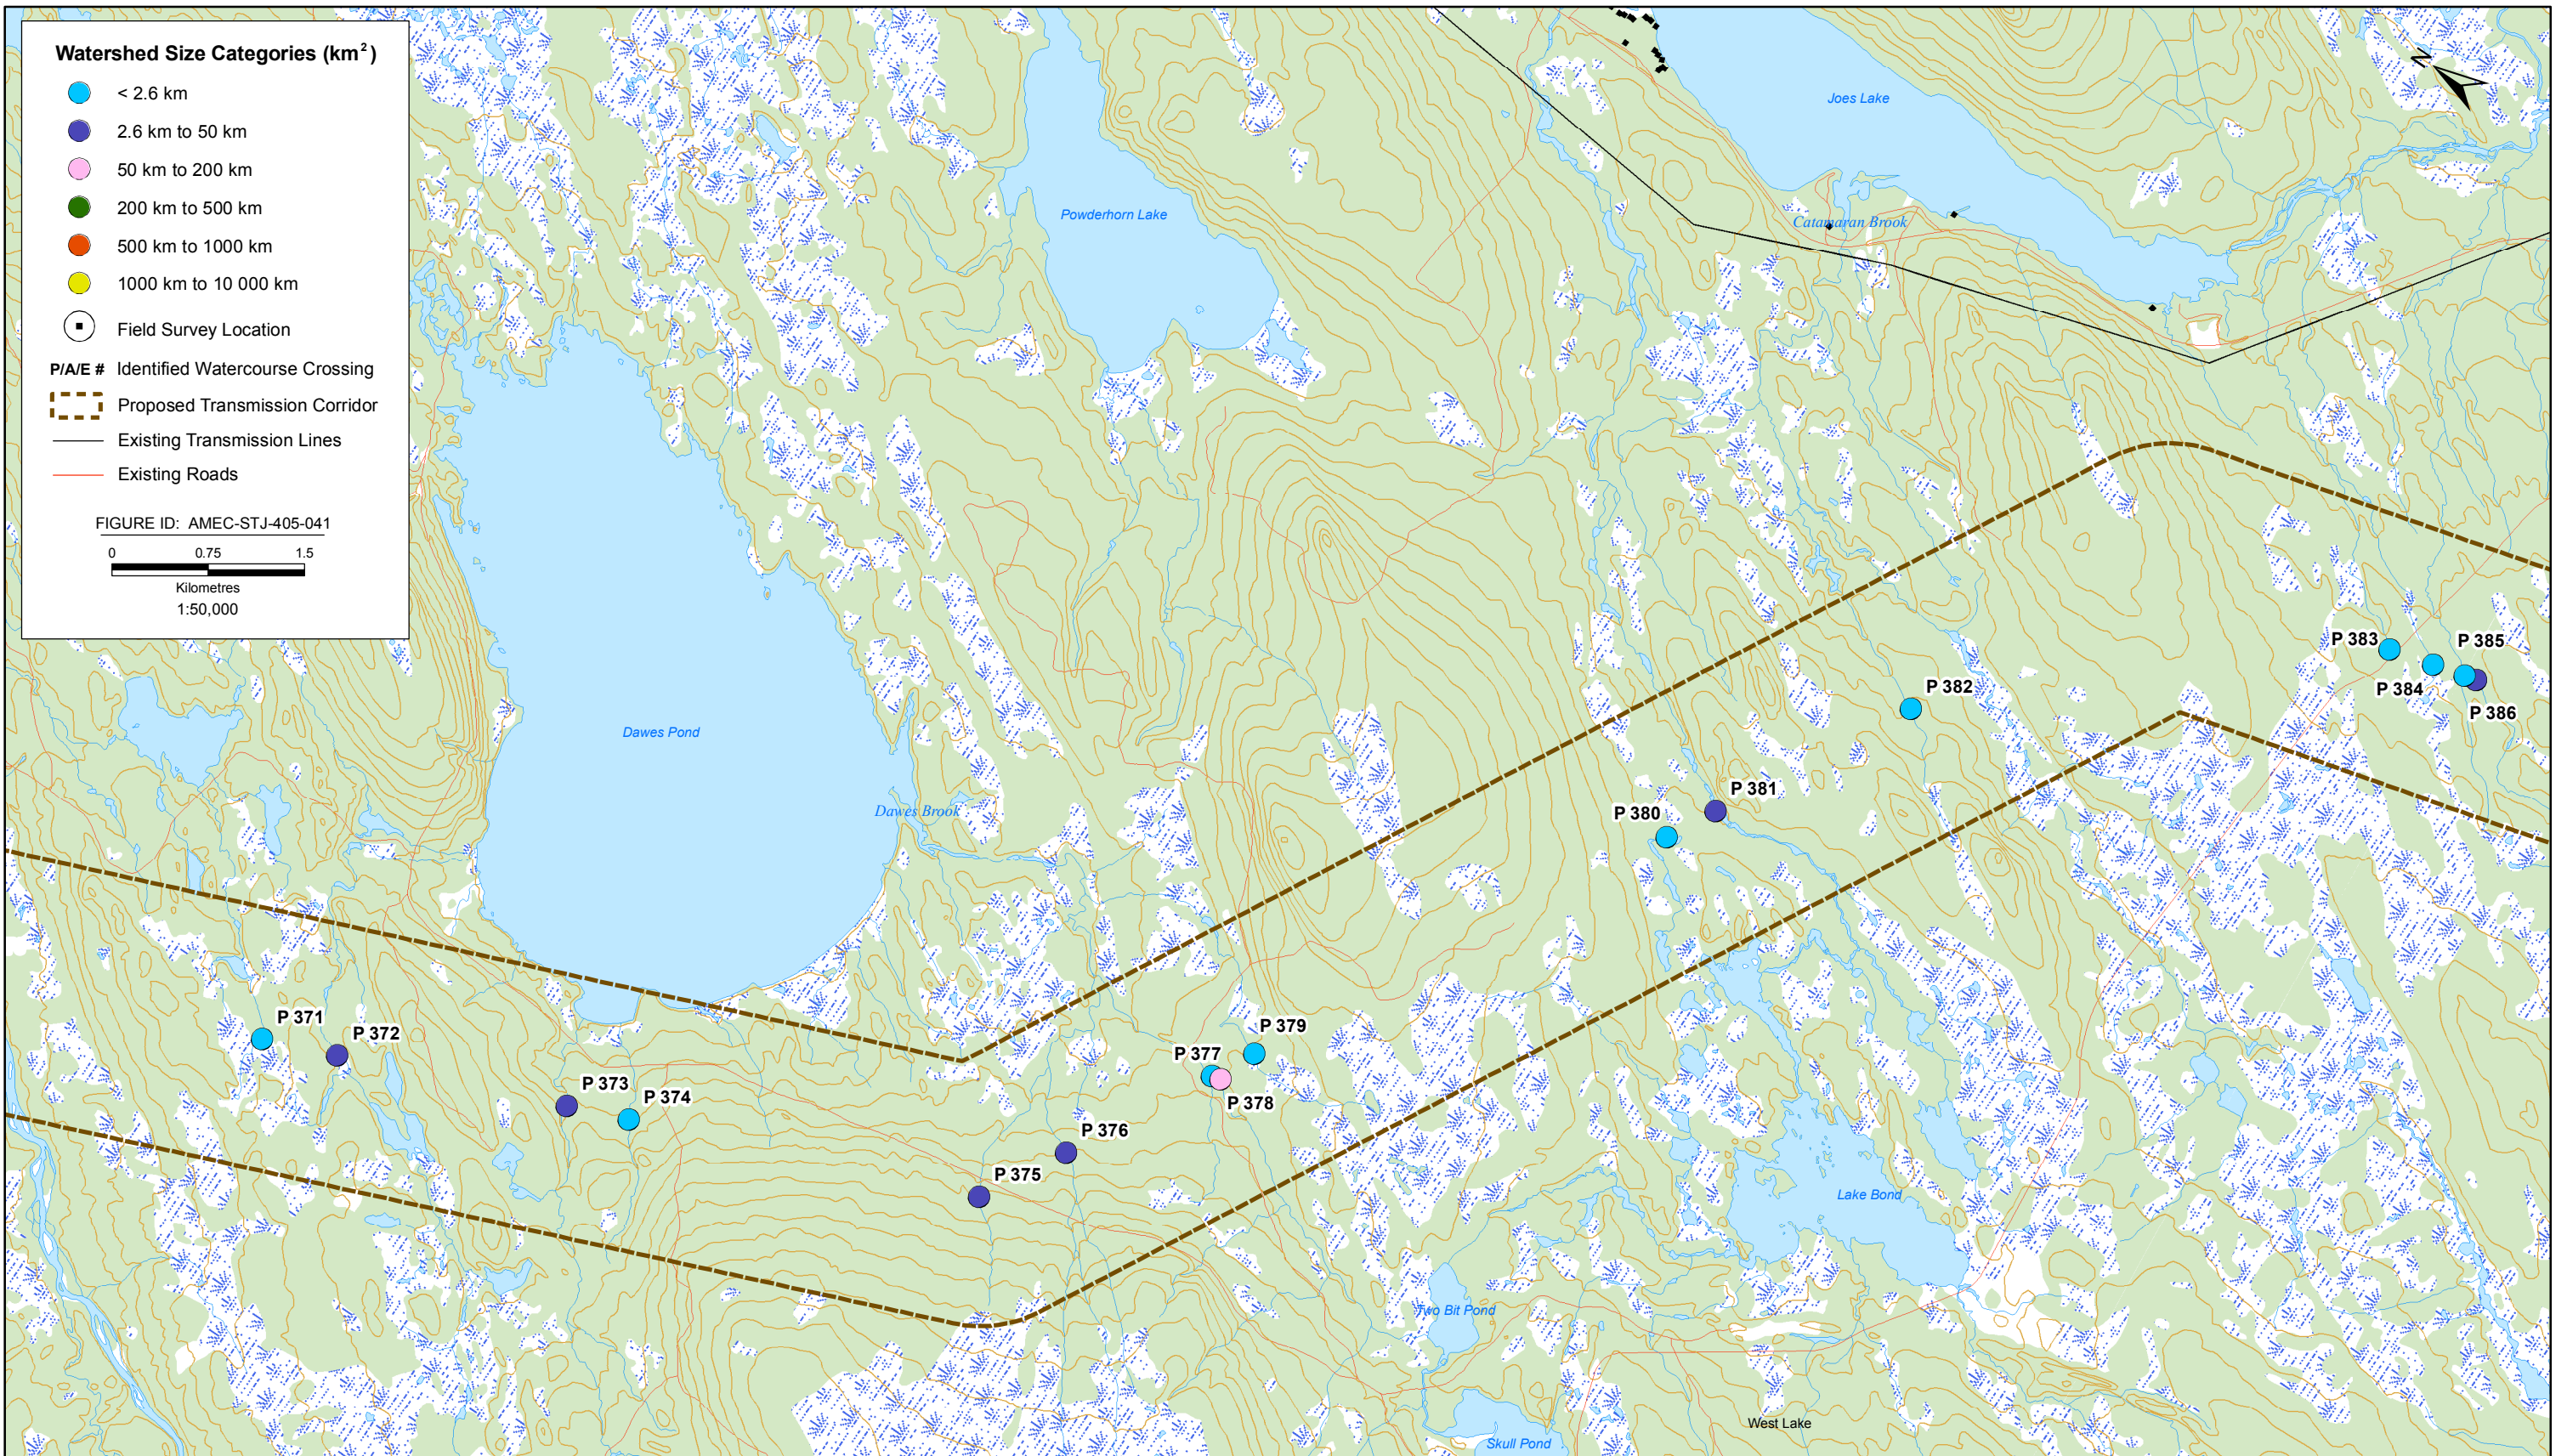 Watershed Size Categories (km²)
< 2.6 km
2.6 km to 50 km
50 km to 200 km
200 km to 500 km
500 km to 1000 km
1000 km to 10 000 km
Field Survey Location
P/A/E # Identified Watercourse Crossing
Proposed Transmission Corridor
Existing Transmission Lines
Existing Roads
FIGURE ID: AMEC-STJ-405-041
0 0.75 1.5
Kilometres
1:50,000
N
Joes Lake
Powderhorn Lake
Catamaran Brook
P 383
P 385
P 384
P 382
P 386
Dawes Pond
P 381
Dawes Brook
P 380
P 371
P 372
P 379
P 377
P 373
P 374
P 378
P 376
P 375
Lake Bond
Two Bit Pond
West Lake
Skull Pond